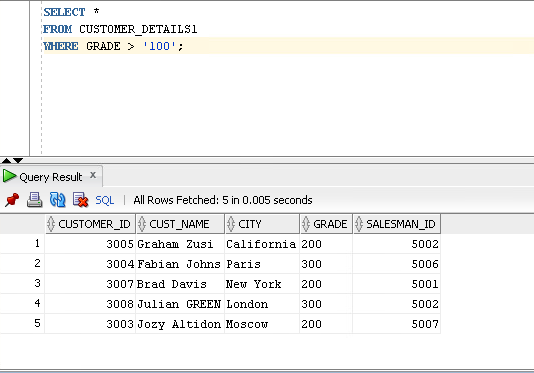 SELECT *
FROM CUSTOMER_DETAILS1
WHERE GRADE > '100';
Query Result x
SQL | All Rows Fetched: 5 in 0.005 seconds
CUSTOMER_ID CUST_NAME CITY GRADE SALESMAN_ID
1 3005 Graham Zusi California 200 5002
2 3004 Fabian Johns Paris 300 5006
3 3007 Brad Davis New York 200 5001
4 3008 Julian GREEN London 300 5002
5 3003 Jozy Altidon Moscow 200 5007